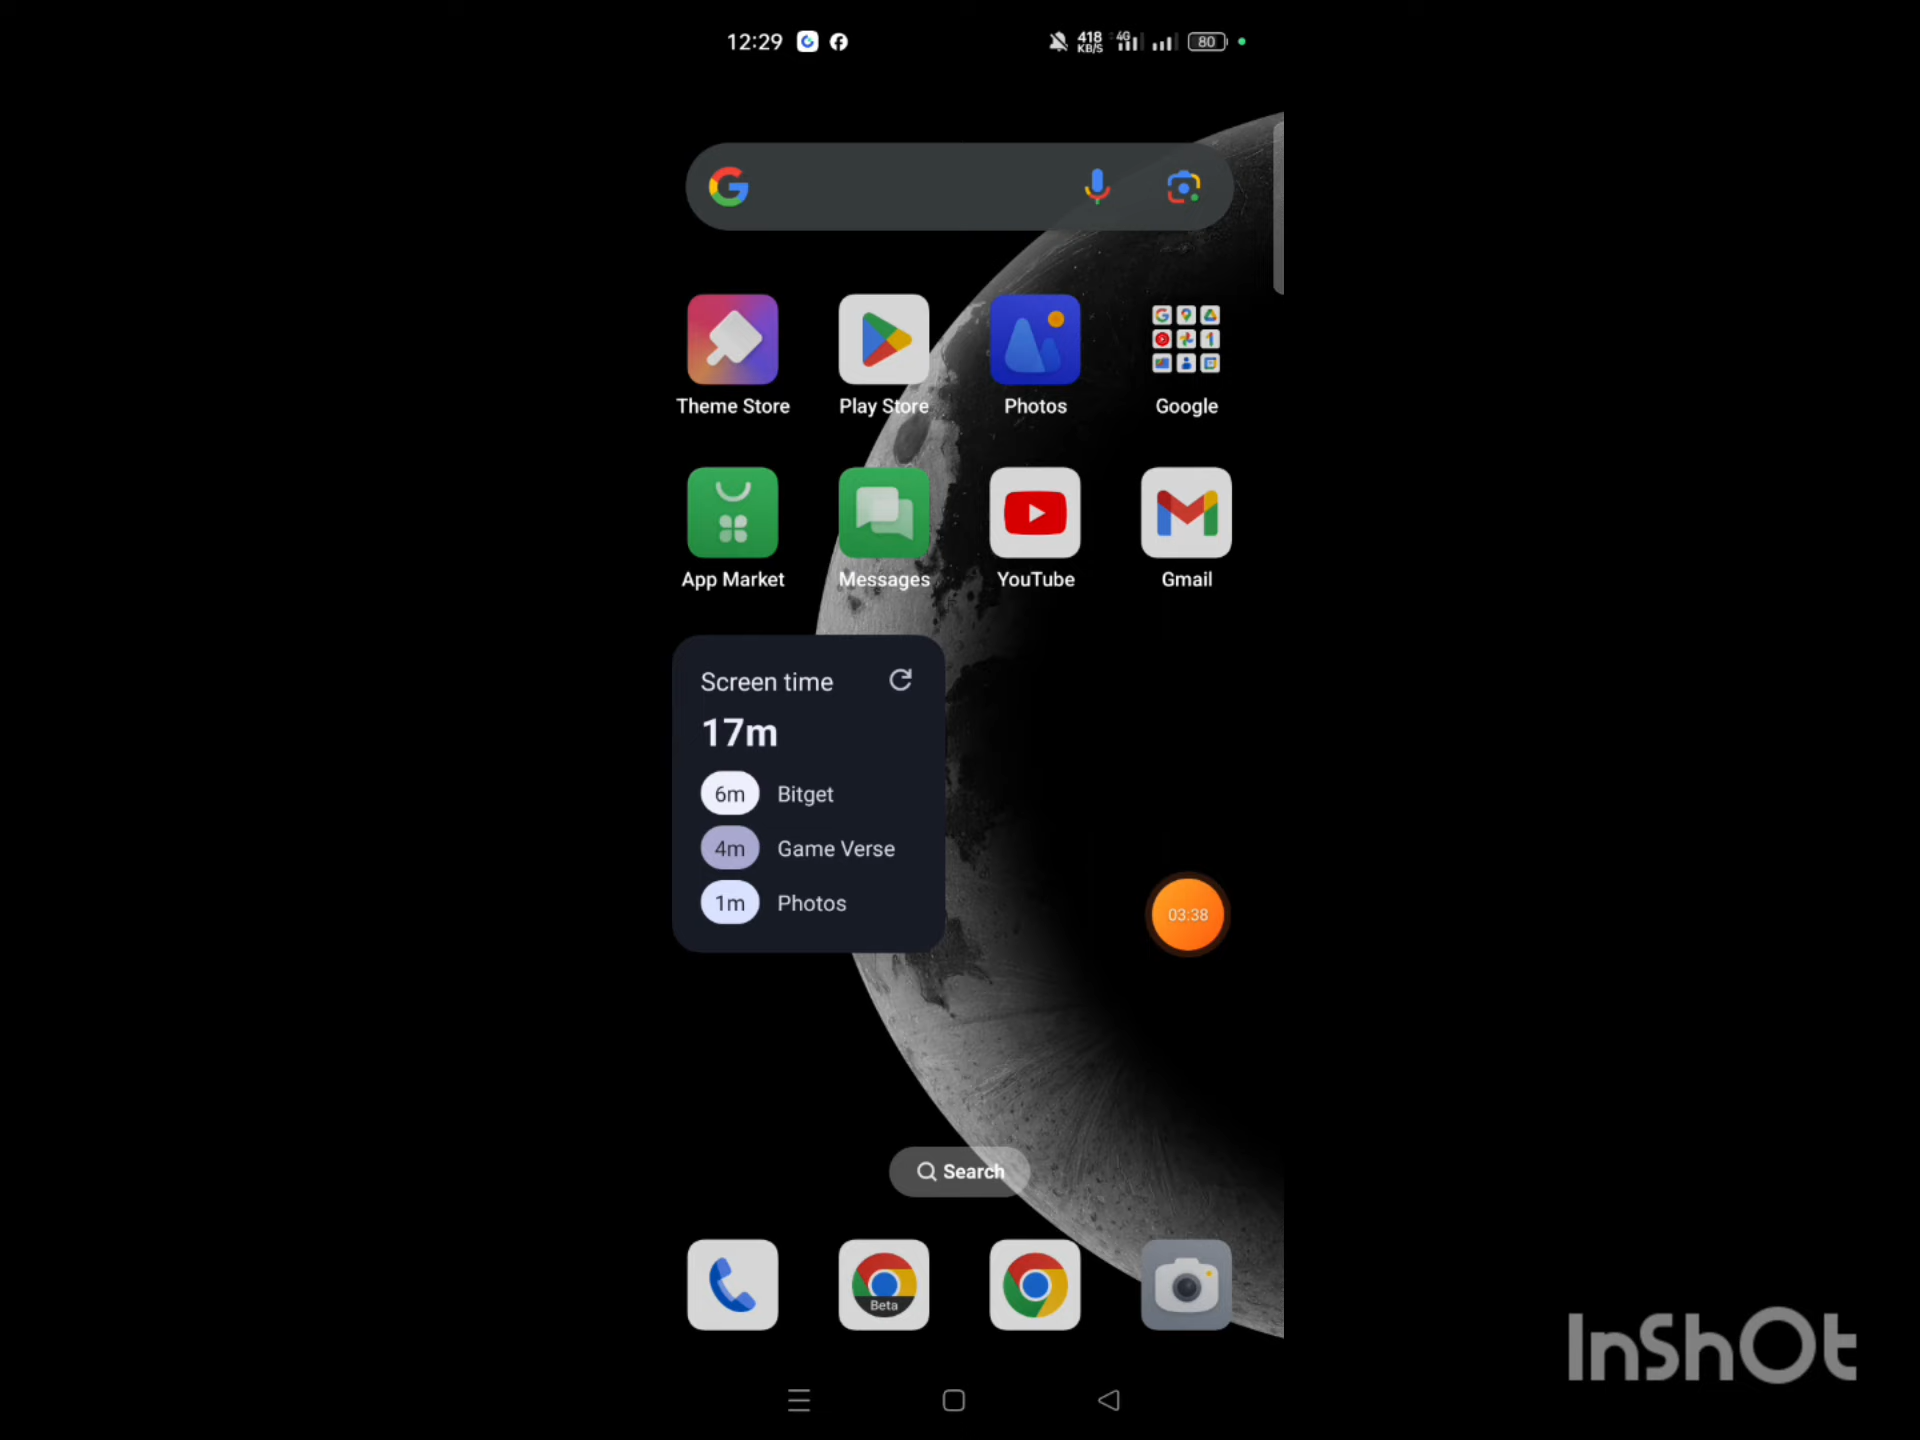 12:29
418
KB/S
4G
80
Theme Store
Play Store
Photos
Google
App Market
Messages
YouTube
Gmail
Screen time
17m
6m Bitget
4m Game Verse
1m Photos
03:38
Search
Beta
InShOt